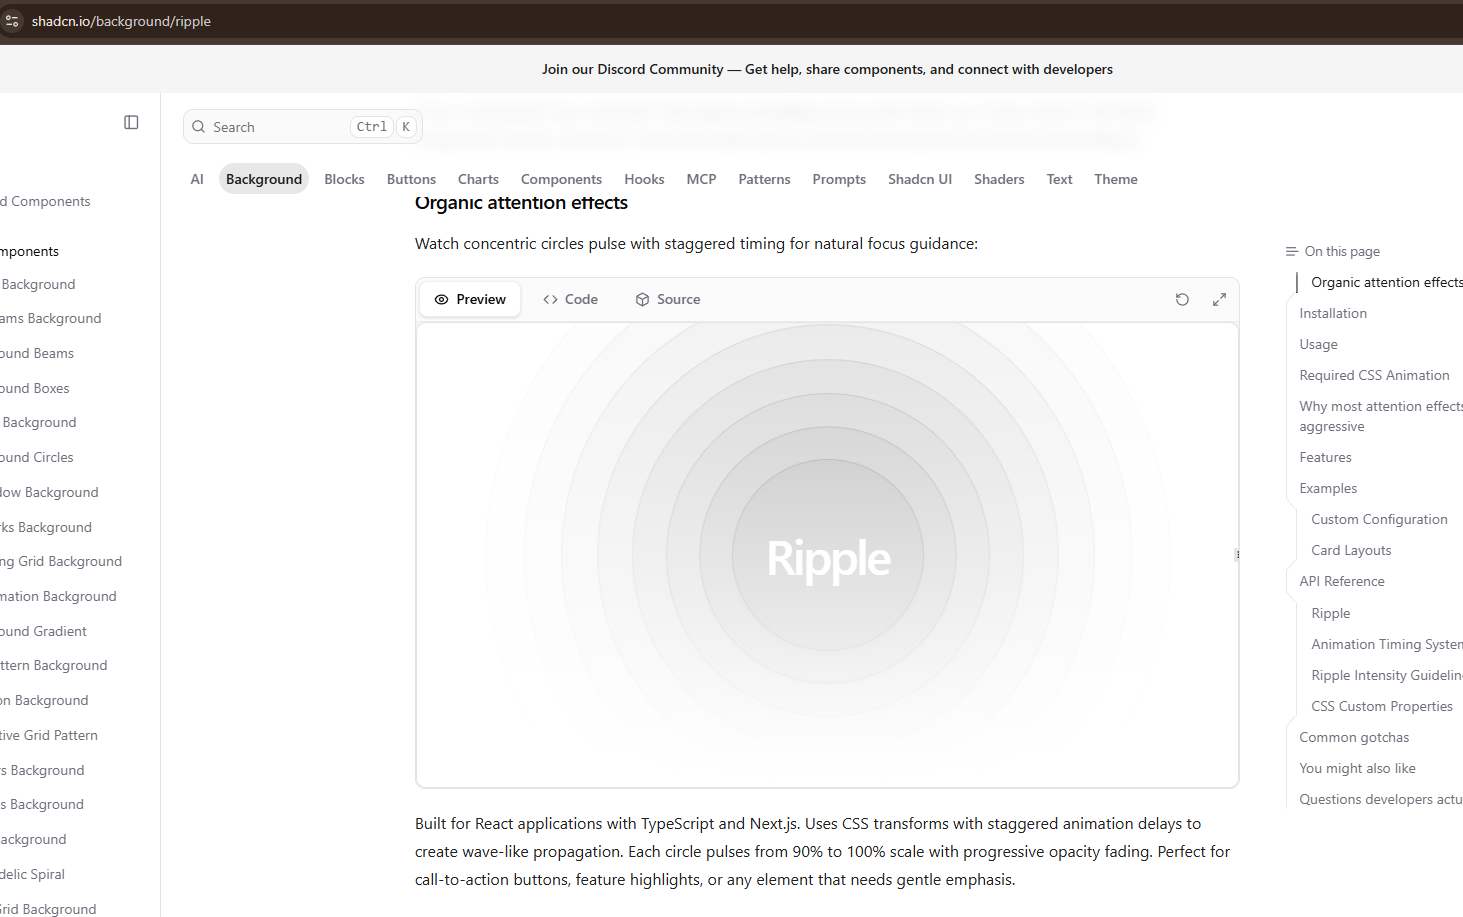 shadcn.io/background/ripple
Join our Discord Community — Get help, share components, and connect with developers
Search Ctrl K
AI Background Blocks Buttons Charts Components Hooks MCP Patterns Prompts Shadcn UI Shaders Text Theme
d Components
mponents
Background
ams Background
ound Beams
ound Boxes
Background
ound Circles
low Background
rks Background
ng Grid Background
mation Background
ound Gradient
ttern Background
on Background
tive Grid Pattern
rs Background
s Background
ackground
delic Spiral
Grid Background
Organic attention effects
Watch concentric circles pulse with staggered timing for natural focus guidance:
Preview Code Source
Ripple
Built for React applications with TypeScript and Next.js. Uses CSS transforms with staggered animation delays to
create wave-like propagation. Each circle pulses from 90% to 100% scale with progressive opacity fading. Perfect for
call-to-action buttons, feature highlights, or any element that needs gentle emphasis.
On this page
Organic attention effects
Installation
Usage
Required CSS Animation
Why most attention effects
aggressive
Features
Examples
Custom Configuration
Card Layouts
API Reference
Ripple
Animation Timing System
Ripple Intensity Guidelin
CSS Custom Properties
Common gotchas
You might also like
Questions developers actu